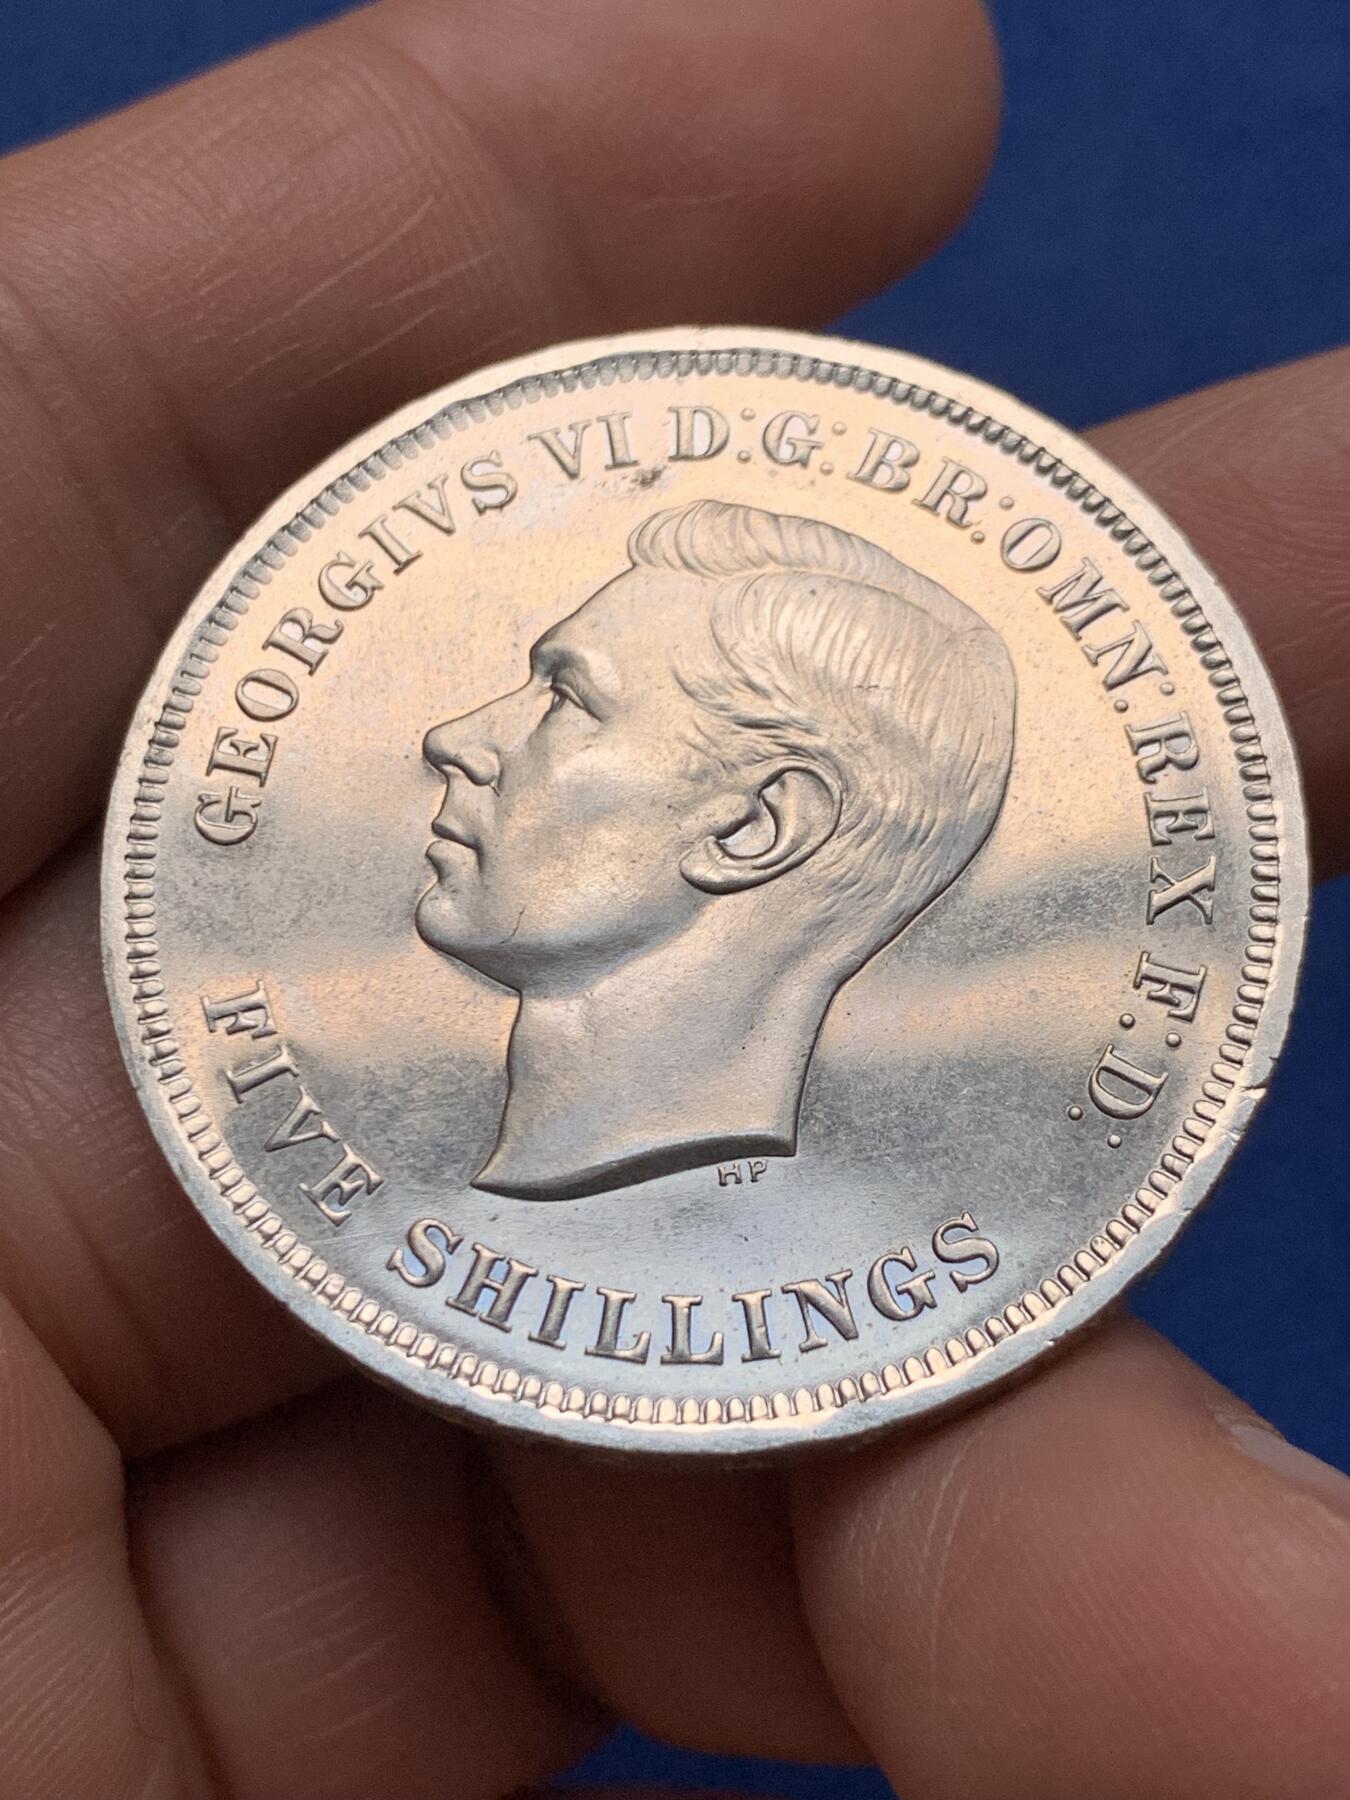 GEORGIVS VI D:G:BR:OMN:REX F:D:
HP
FIVE SHILLINGS